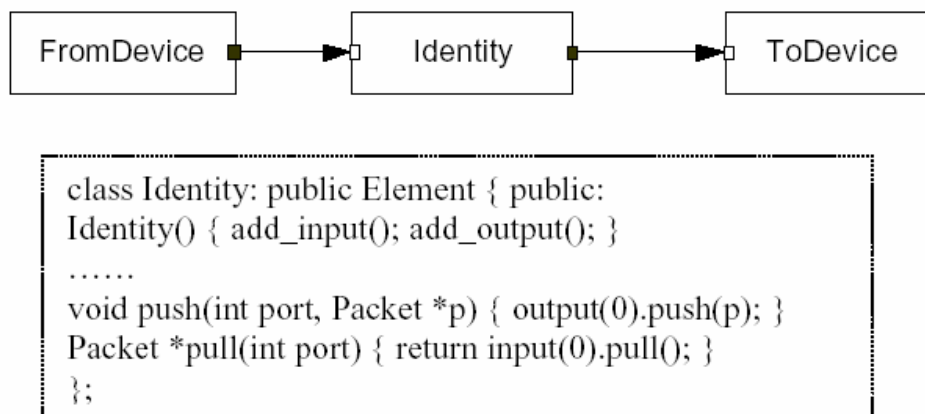 FromDevice
Identity
ToDevice
class Identity: public Element { public:
Identity() { add_input(); add_output(); }
......
void push(int port, Packet *p) { output(0).push(p); }
Packet *pull(int port) { return input(0).pull(); }
};